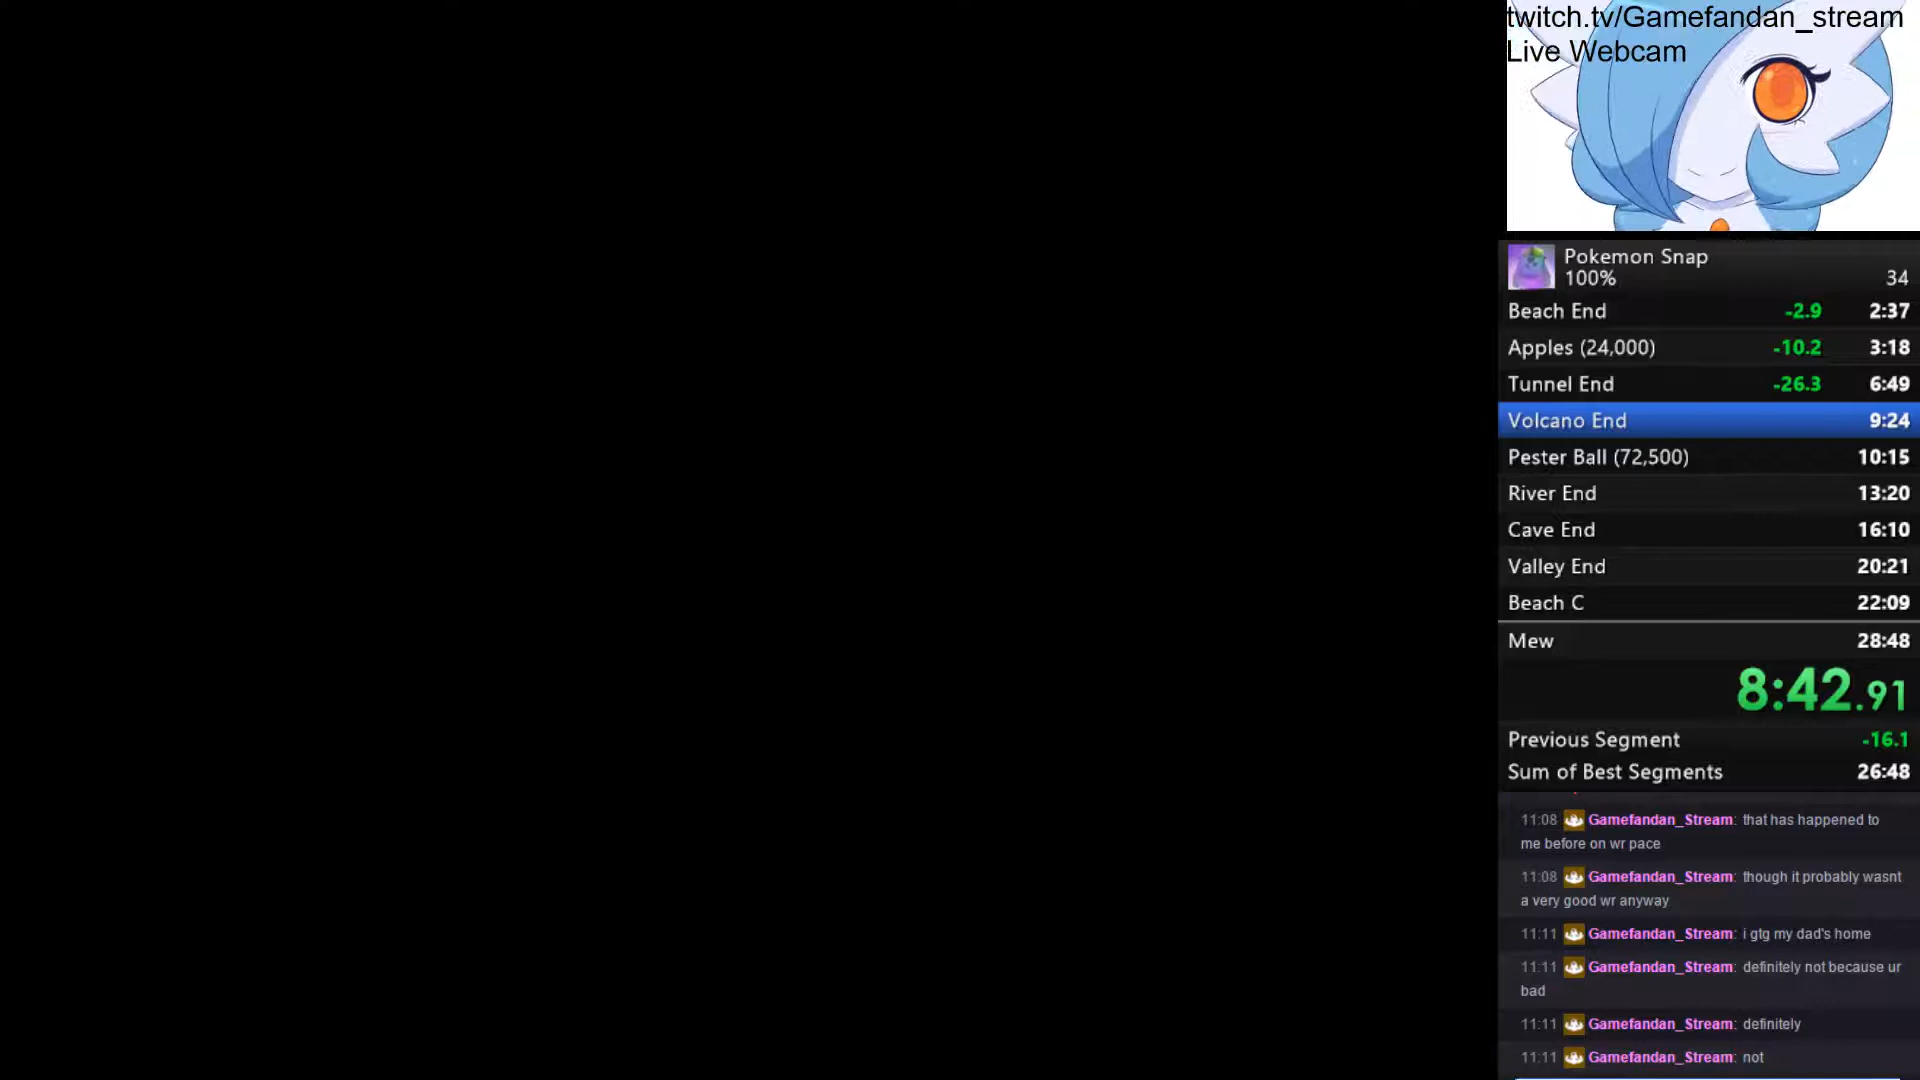 twitch.tv/Gamefandan_stream
Live Webcam
Pokemon Snap
100% 34
Beach End -2.9 2:37
Apples (24,000) -10.2 3:18
Tunnel End -26.3 6:49
Volcano End 9:24
Pester Ball (72,500) 10:15
River End 13:20
Cave End 16:10
Valley End 20:21
Beach C 22:09
Mew 28:48
8:42.91
Previous Segment -16.1
Sum of Best Segments 26:48
11:08 Gamefandan_Stream: that has happened to
me before on wr pace
11:08 Gamefandan_Stream: though it probably wasnt
a very good wr anyway
11:11 Gamefandan_Stream: i gtg my dad's home
11:11 Gamefandan_Stream: definitely not because ur
bad
11:11 Gamefandan_Stream: definitely
11:11 Gamefandan_Stream: not